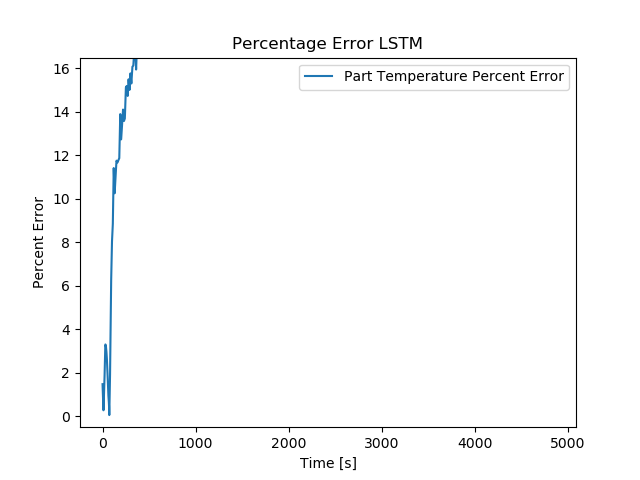 Percentage Error LSTM
Part Temperature Percent Error
Percent Error
16
14
12
10
8
6
4
2
0
0 1000 2000 3000 4000 5000
Time [s]